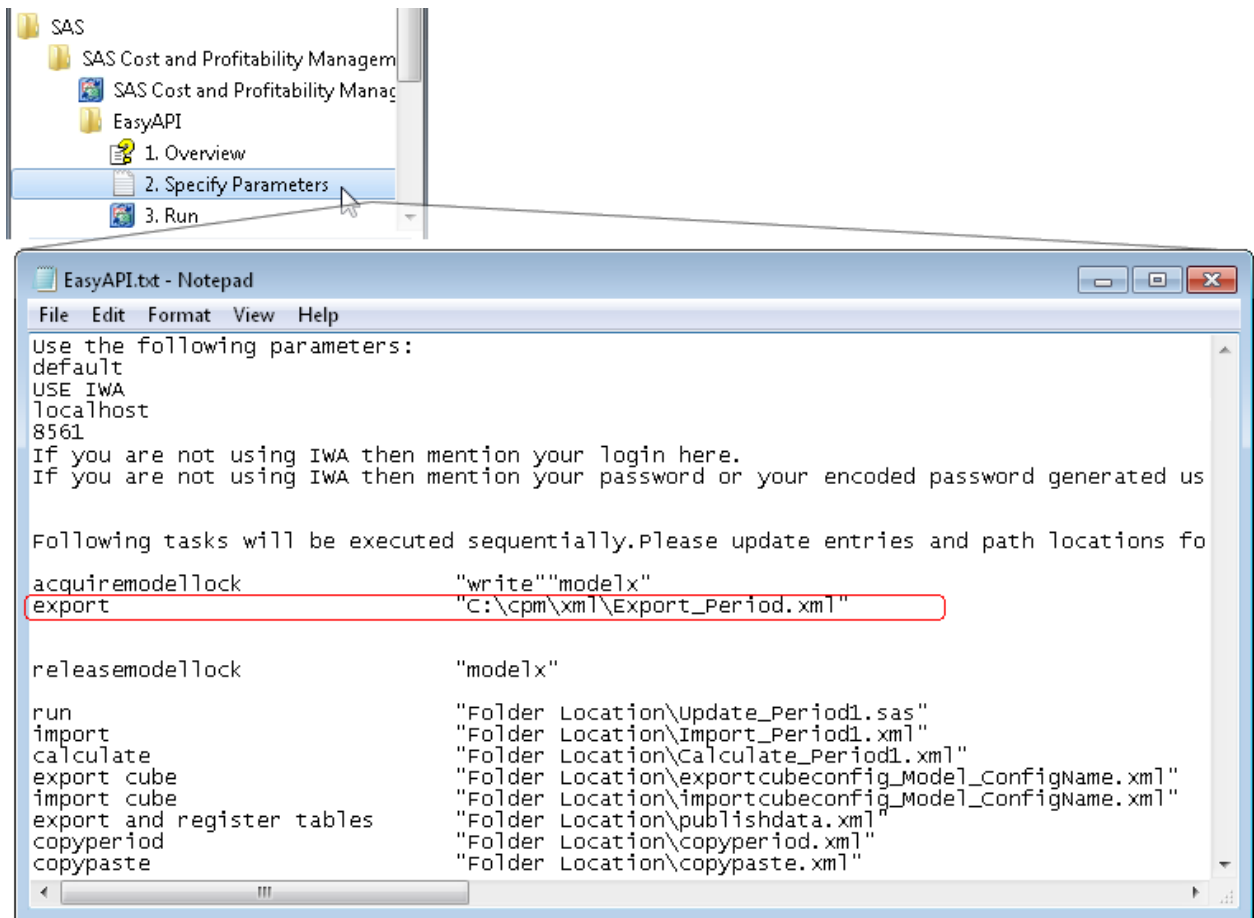 SAS
SAS Cost and Profitability Managem
SAS Cost and Profitability Manag
EasyAPI
1. Overview
2. Specify Parameters
3. Run
EasyAPI.txt - Notepad
File Edit Format View Help
Use the following parameters:
default
USE IWA
localhost
8561
If you are not using IWA then mention your login here.
If you are not using IWA then mention your password or your encoded password generated us
Following tasks will be executed sequentially.Please update entries and path locations fo
acquiremodellock "write""modelx"
export "C:\cpm\xml\Export_Period.xml"
releasemodellock "modelx"
run "Folder Location\Update_Period1.sas"
import "Folder Location\Import_Period1.xml"
calculate "Folder Location\Calculate_Period1.xml"
export cube "Folder Location\exportcubeconfig_Model_ConfigName.xml"
import cube "Folder Location\importcubeconfig_Model_ConfigName.xml"
export and register tables "Folder Location\publishdata.xml"
copyperiod "Folder Location\copyperiod.xml"
copypaste "Folder Location\copypaste.xml"